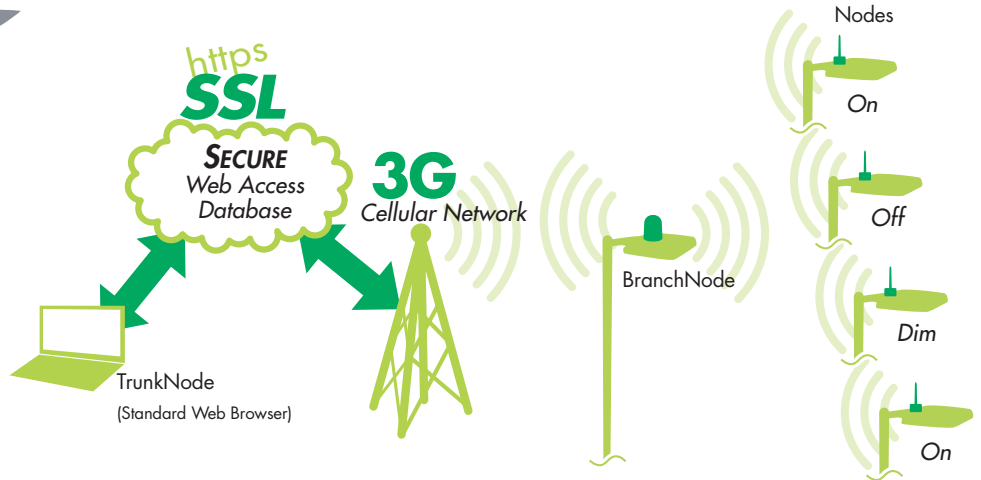 https
SSL
SECURE
Web Access
Database
3G
Cellular Network
TrunkNode
(Standard Web Browser)
BranchNode
Nodes
On
Off
Dim
On